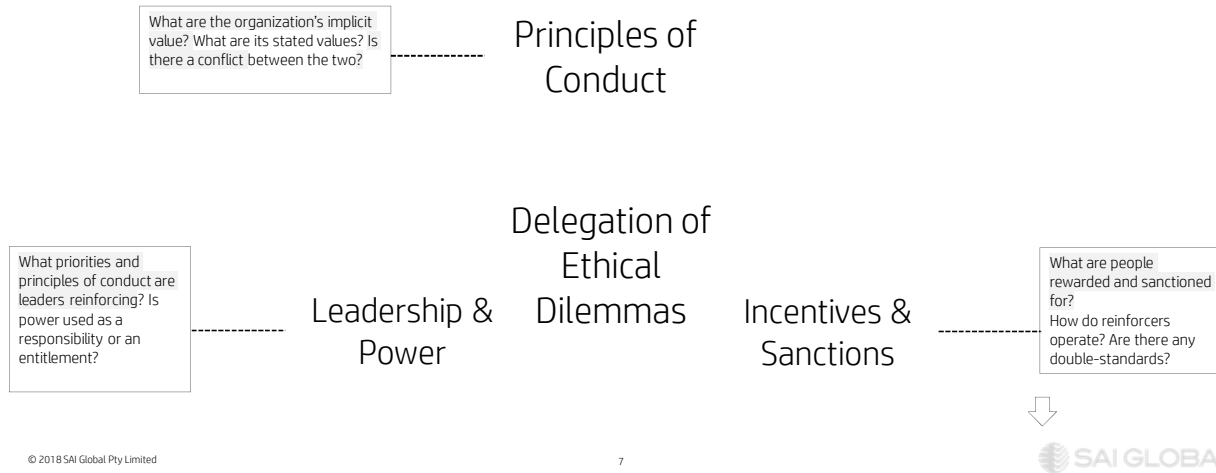 What are the organization's implicit
value? What are its stated values? Is
there a conflict between the two?
Principles of
Conduct
Delegation of
Ethical
Dilemmas
What priorities and
principles of conduct are
leaders reinforcing? Is
power used as a
responsibility or an
entitlement?
Leadership &
Power
Incentives &
Sanctions
What are people
rewarded and sanctioned
for?
How do reinforcers
operate? Are there any
double-standards?
© 2018 SAI Global Pty Limited
7
SAI GLOBA